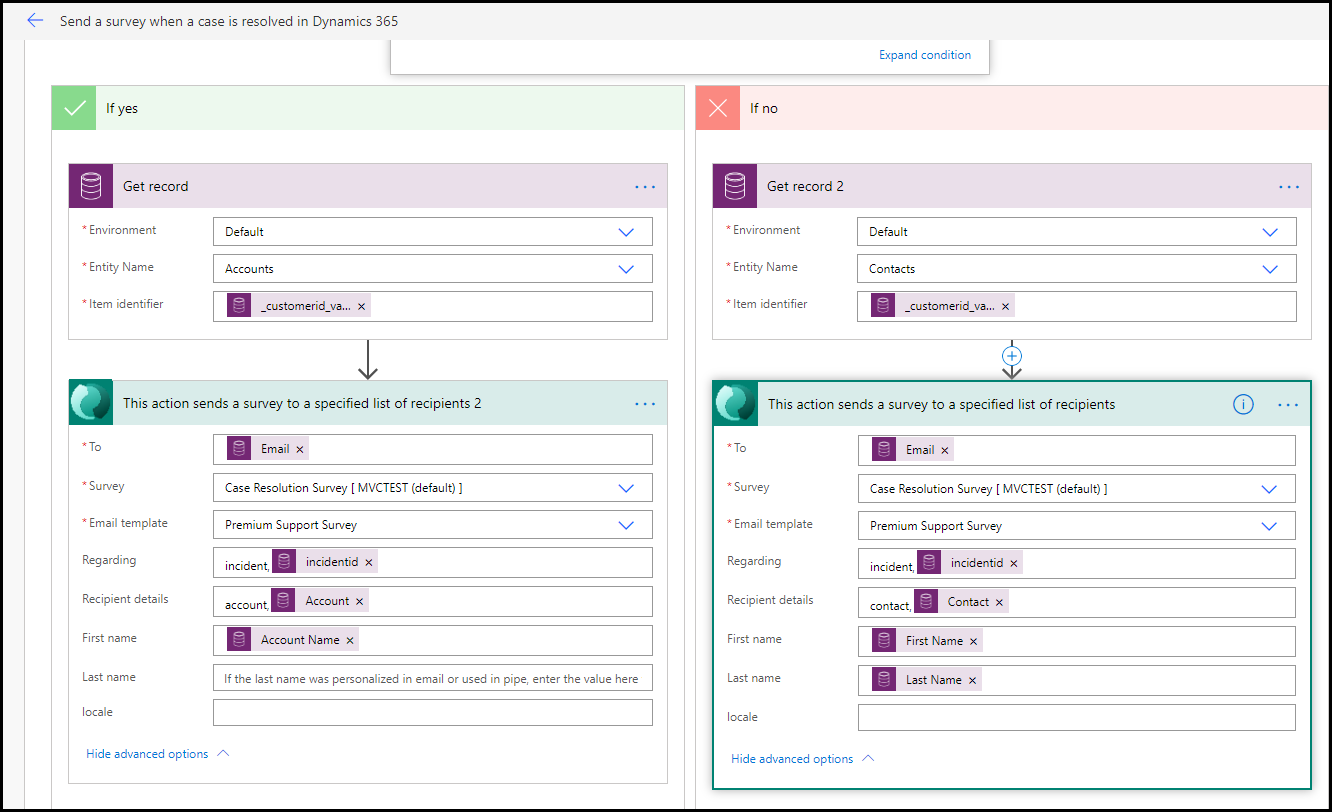 Send a survey when a case is resolved in Dynamics 365
Expand condition
If yes
Get record
* Environment
Default
* Entity Name
Accounts
* Item identifier
_customerid_va... ×
This action sends a survey to a specified list of recipients 2
* To
Email ×
* Survey
Case Resolution Survey [ MVCTEST (default) ]
* Email template
Premium Support Survey
Regarding
incident, incidentid ×
Recipient details
account, Account ×
First name
Account Name ×
Last name
If the last name was personalized in email or used in pipe, enter the value here
locale
Hide advanced options
If no
Get record 2
* Environment
Default
* Entity Name
Contacts
* Item identifier
_customerid_va... ×
This action sends a survey to a specified list of recipients
* To
Email ×
* Survey
Case Resolution Survey [ MVCTEST (default) ]
* Email template
Premium Support Survey
Regarding
incident, incidentid ×
Recipient details
contact, Contact ×
First name
First Name ×
Last name
Last Name ×
locale
Hide advanced options